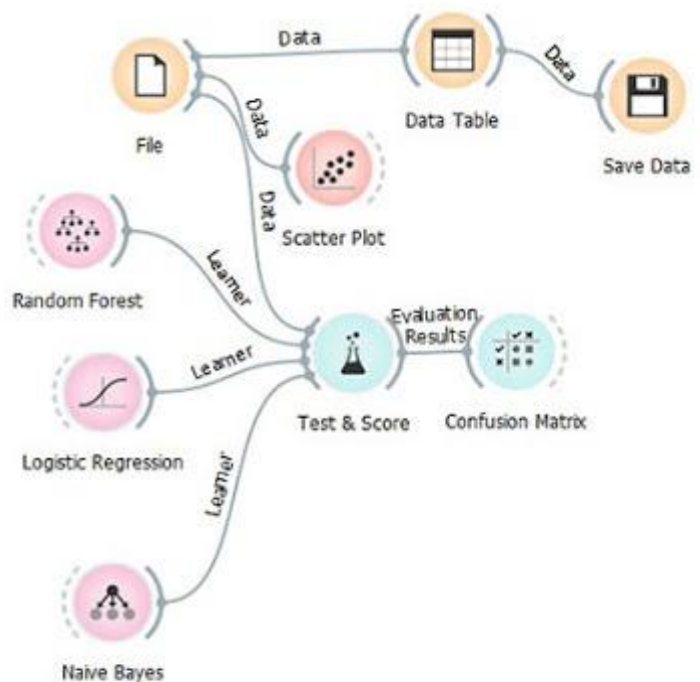 Data
Data
File
Data Table
Save Data
Data
Scatter Plot
Data
Random Forest
Learner
Evaluation
Results
Learner
Test & Score
Confusion Matrix
Logistic Regression
Learner
Naive Bayes